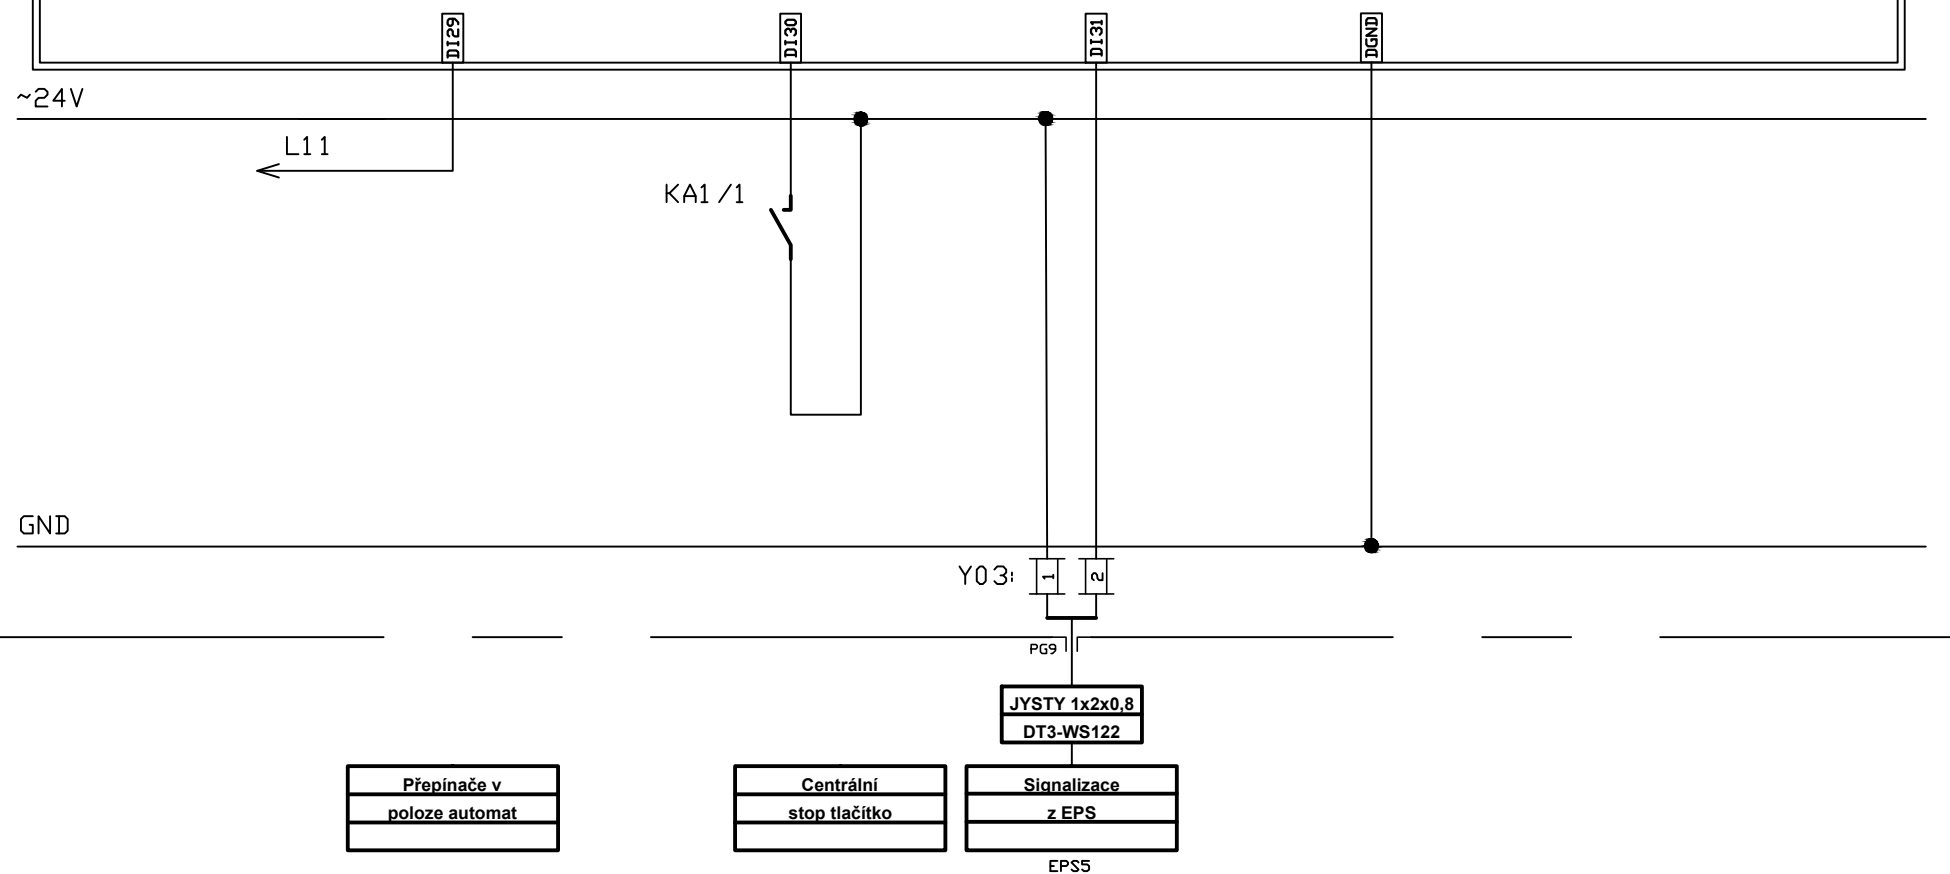 DI29
DI30
DI31
DGND
~24V
L11
KA1/1
GND
Y03:
1
2
PG9
JYSTY 1x2x0,8
DT3-WS122
Přepínače v
poloze automat
Centrální
stop tlačítko
Signalizace
z EPS
EPS5